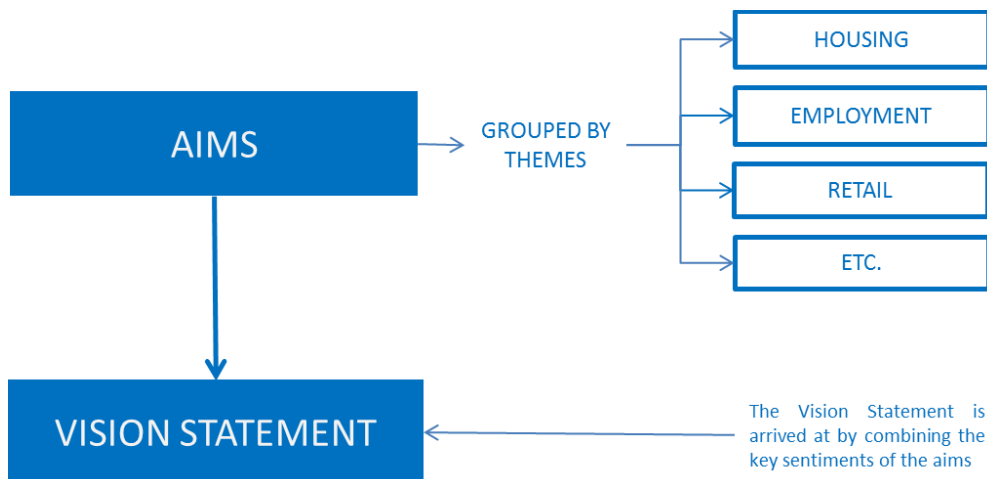 HOUSING
EMPLOYMENT
AIMS
GROUPED BY
THEMES
RETAIL
ETC.
VISION STATEMENT
The Vision Statement is
arrived at by combining the
key sentiments of the aims